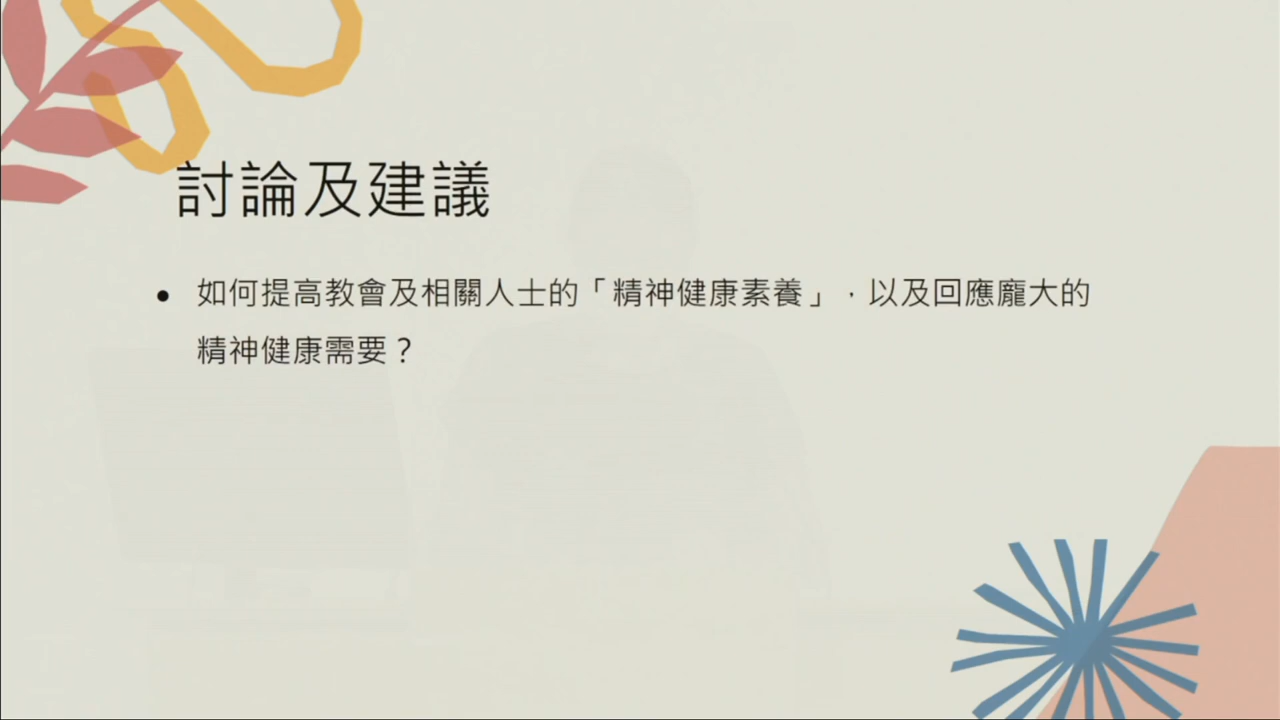 討論及建議
• 如何提高教會及相關人士的「精神健康素養」，以及回應龐大的
精神健康需要？